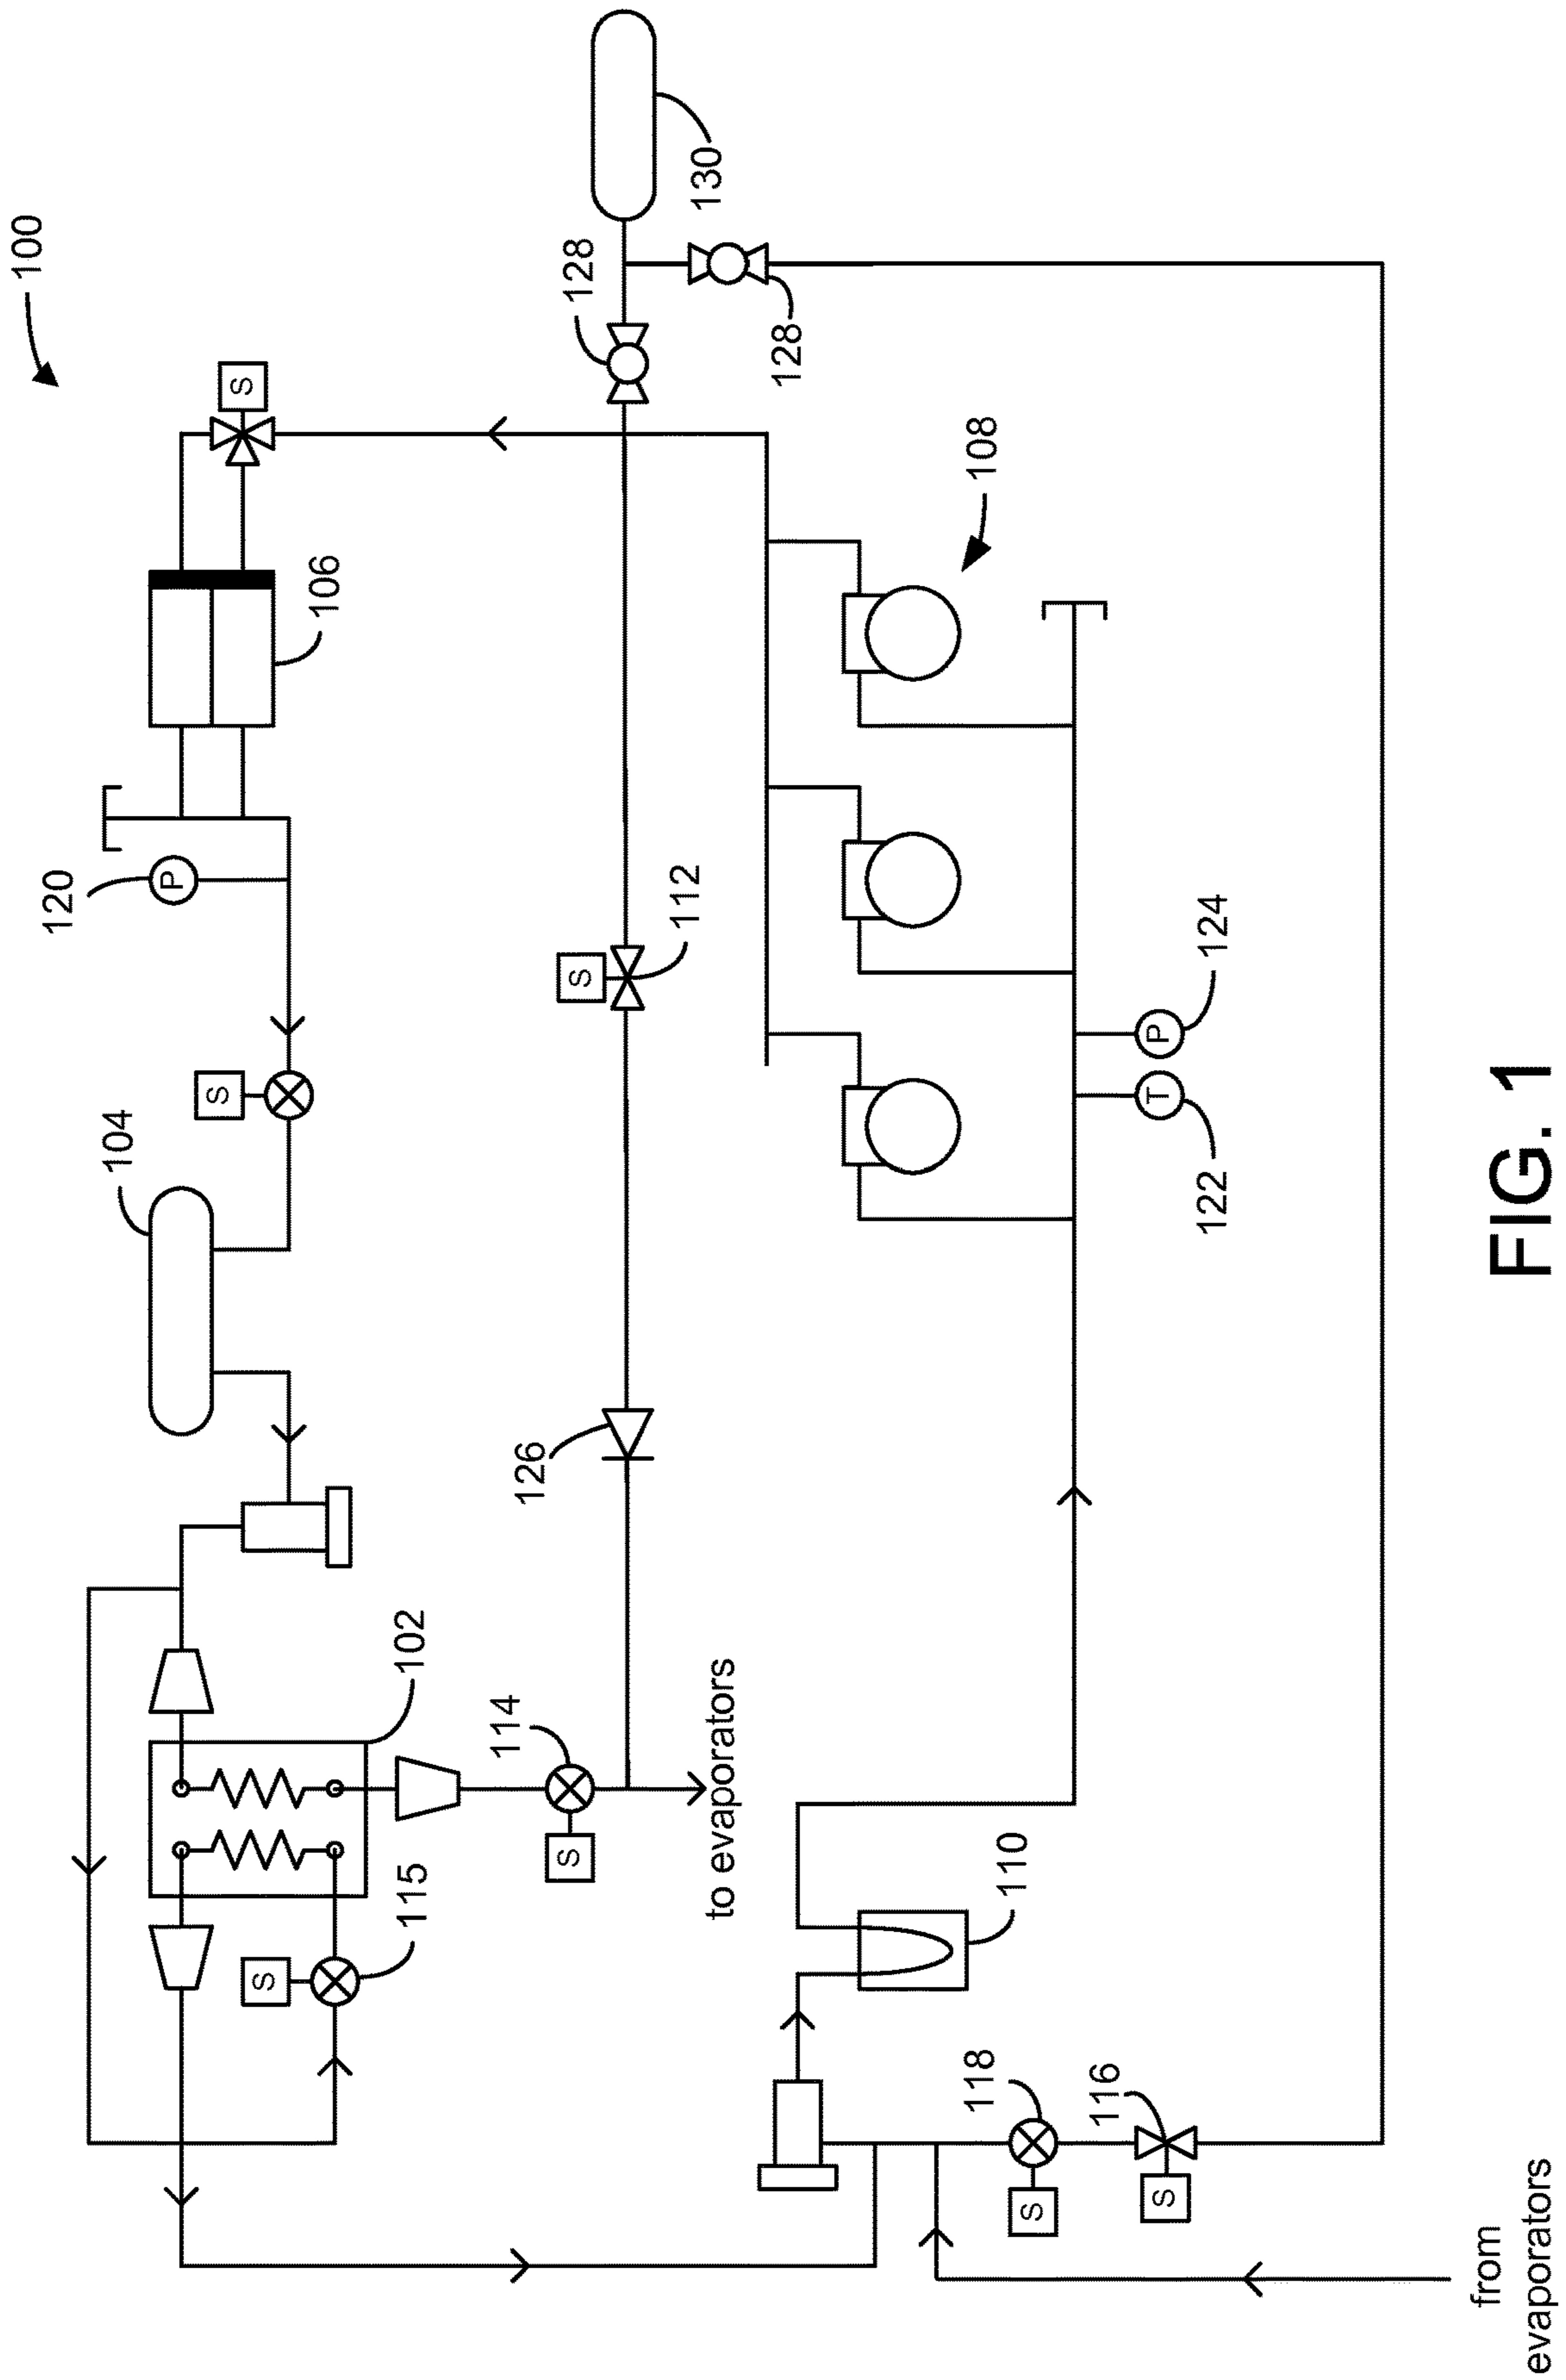 100
130
128
128
S
106
108
120
P
112
S
104
S
124
P
T
122
126
102
114
S
to evaporators
115
S
110
118
S
116
S
from
evaporators
FIG. 1